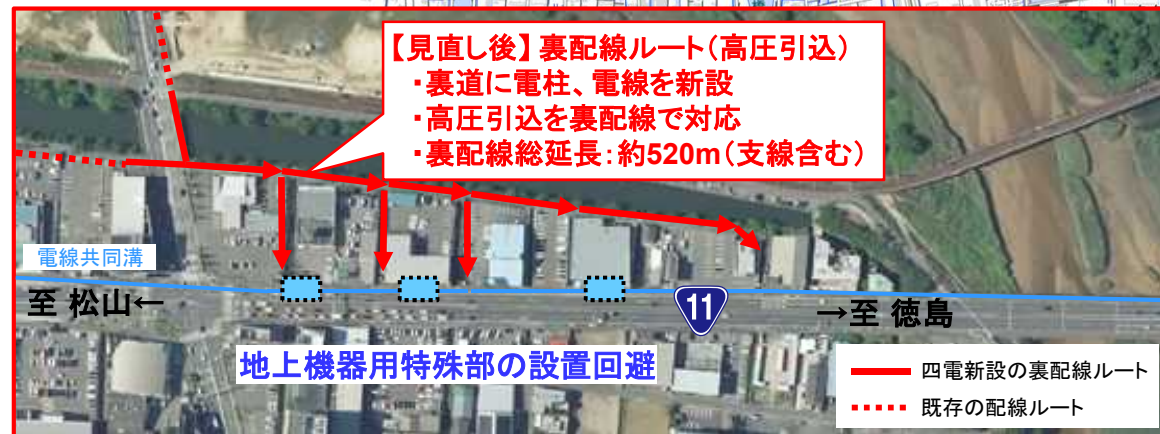 【見直し後】裏配線ルート(高圧引込)
・裏道に電柱、電線を新設
・高圧引込を裏配線で対応
・裏配線総延長:約520m(支線含む)
電線共同溝
至 松山←
11
→至 徳島
地上機器用特殊部の設置回避
四電新設の裏配線ルート
既存の配線ルート